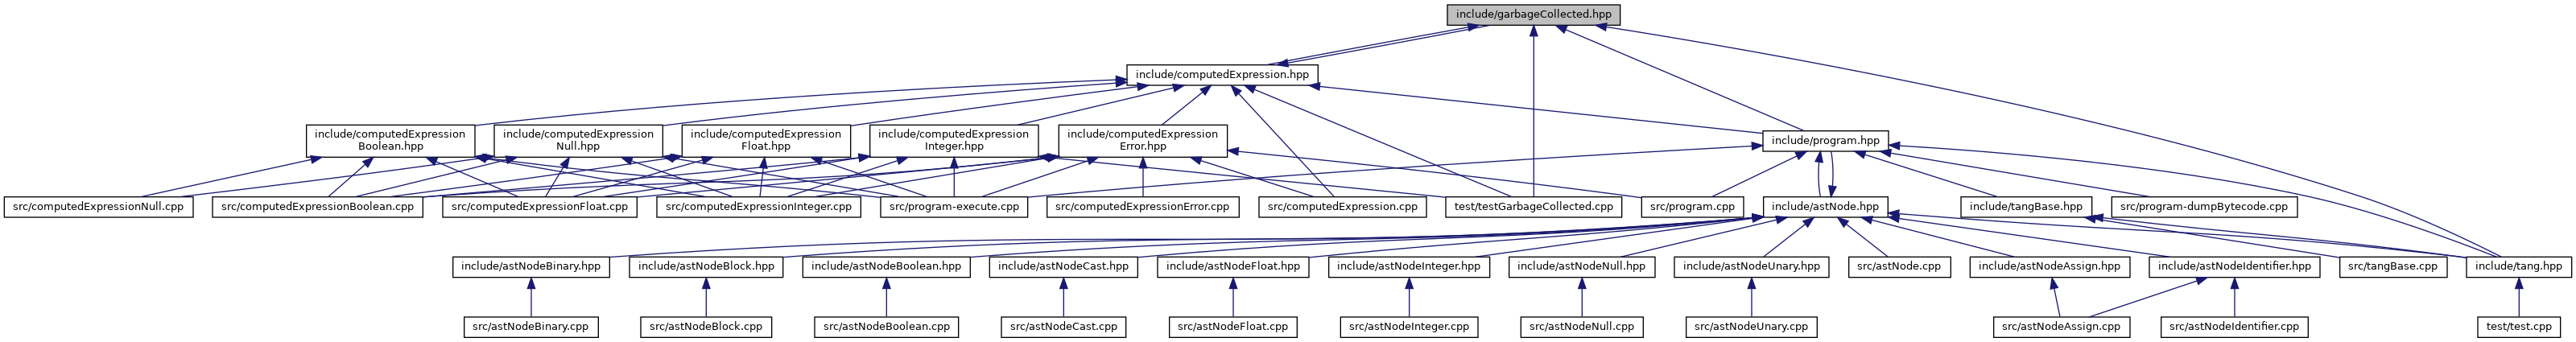 include/garbageCollected.hpp
include/computedExpression.hpp
include/computedExpression
Boolean.hpp
include/computedExpression
Null.hpp
include/computedExpression
Float.hpp
include/computedExpression
Integer.hpp
include/computedExpression
Error.hpp
include/program.hpp
src/computedExpressionNull.cpp
src/computedExpressionBoolean.cpp
src/computedExpressionFloat.cpp
src/computedExpressionInteger.cpp
src/program-execute.cpp
src/computedExpressionError.cpp
src/computedExpression.cpp
test/testGarbageCollected.cpp
src/program.cpp
include/astNode.hpp
include/tangBase.hpp
src/program-dumpBytecode.cpp
include/astNodeBinary.hpp
include/astNodeBlock.hpp
include/astNodeBoolean.hpp
include/astNodeCast.hpp
include/astNodeFloat.hpp
include/astNodeInteger.hpp
include/astNodeNull.hpp
include/astNodeUnary.hpp
src/astNode.cpp
include/astNodeAssign.hpp
include/astNodeIdentifier.hpp
src/tangBase.cpp
include/tang.hpp
src/astNodeBinary.cpp
src/astNodeBlock.cpp
src/astNodeBoolean.cpp
src/astNodeCast.cpp
src/astNodeFloat.cpp
src/astNodeInteger.cpp
src/astNodeNull.cpp
src/astNodeUnary.cpp
src/astNodeAssign.cpp
src/astNodeIdentifier.cpp
test/test.cpp